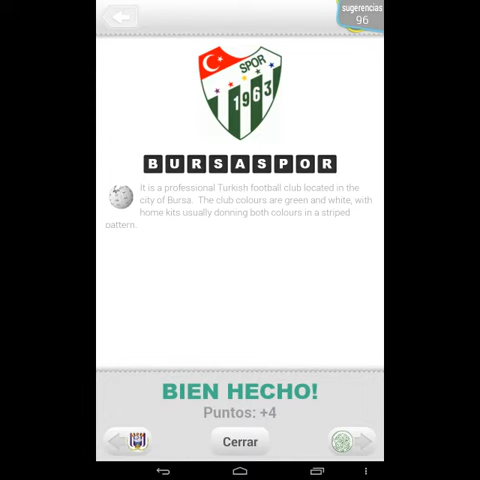 sugerencias
96
SPOR
1963
BURSASPOR
It is a professional Turkish football club located in the
city of Bursa. The club colours are green and white, with
home kits usually donning both colours in a striped
pattern.
BIEN HECHO!
Puntos: +4
Cerrar